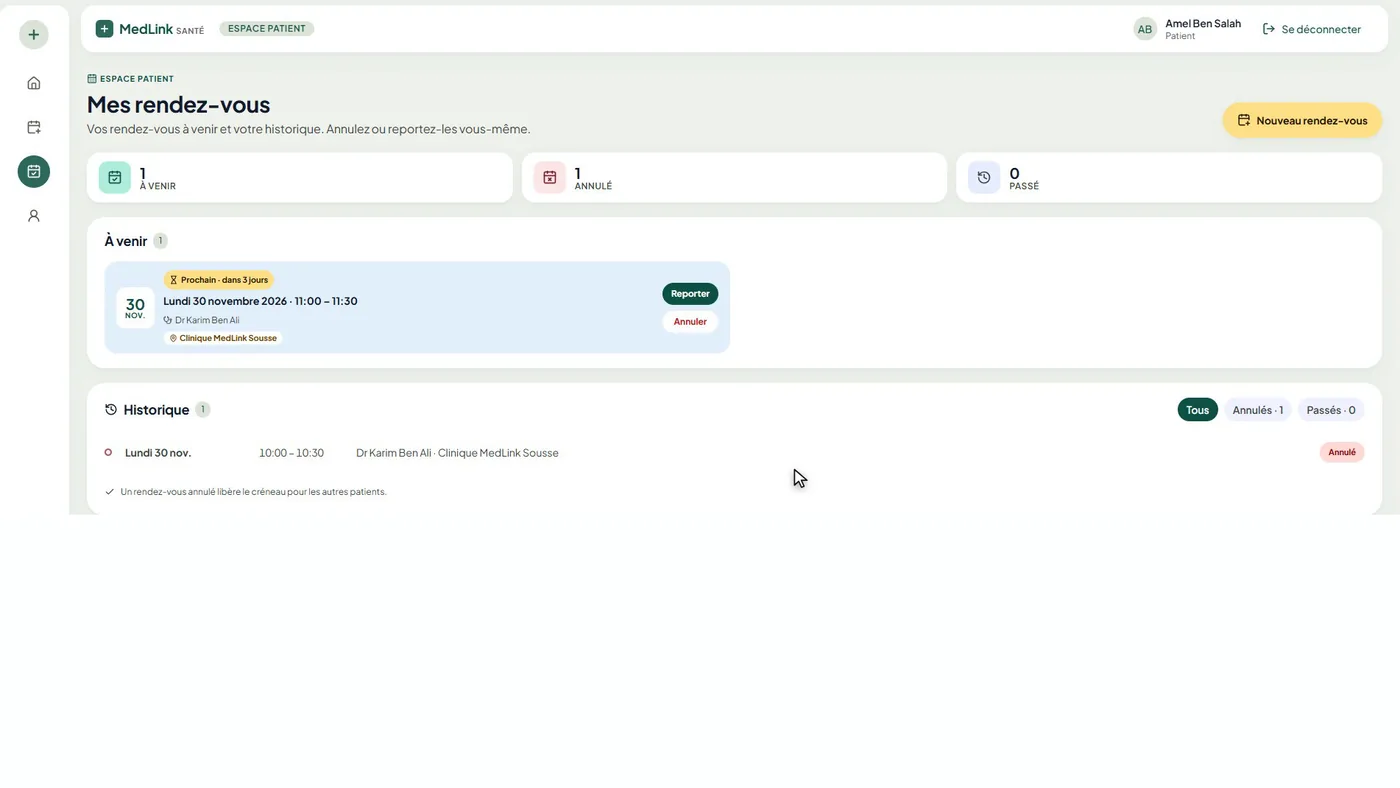 MedLink SANTÉ
ESPACE PATIENT
AB
Amel Ben Salah
Patient
Se déconnecter
ESPACE PATIENT
Mes rendez-vous
Vos rendez-vous à venir et votre historique. Annulez ou reportez-les vous-même.
Nouveau rendez-vous
1
À VENIR
1
ANNULÉ
0
PASSÉ
À venir 1
Prochain · dans 3 jours
30
NOV.
Lundi 30 novembre 2026 · 11:00 – 11:30
Dr Karim Ben Ali
Clinique MedLink Sousse
Reporter
Annuler
Historique 1
Tous
Annulés · 1
Passés · 0
Lundi 30 nov. 10:00 – 10:30 Dr Karim Ben Ali · Clinique MedLink Sousse Annulé
Un rendez-vous annulé libère le créneau pour les autres patients.